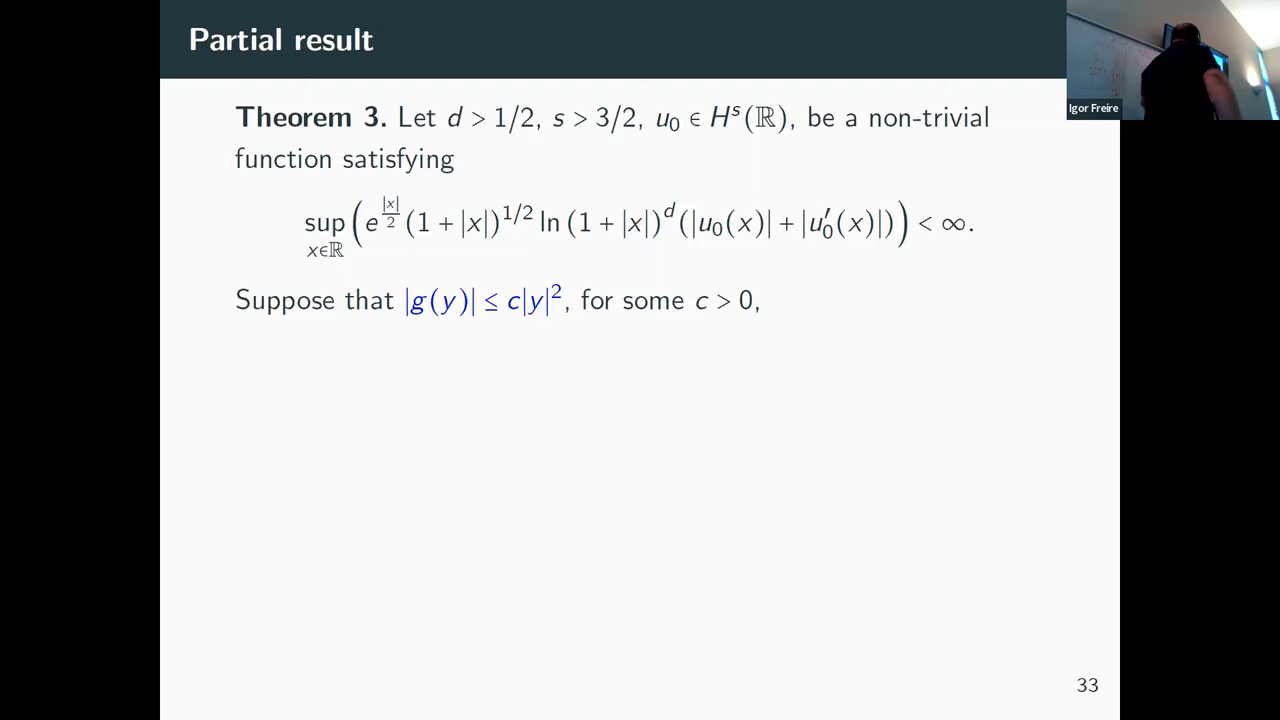 Partial result
Igor Freire
Theorem 3. Let d > 1/2, s > 3/2, u₀ ∈ Hˢ(ℝ), be a non-trivial
function satisfying
sup_{x∈ℝ} ( e^{|x|/2} (1 + |x|)^{1/2} ln (1 + |x|)^d (|u₀(x)| + |u₀′(x)|) ) < ∞.
Suppose that |g(y)| ≤ c|y|², for some c > 0,
33